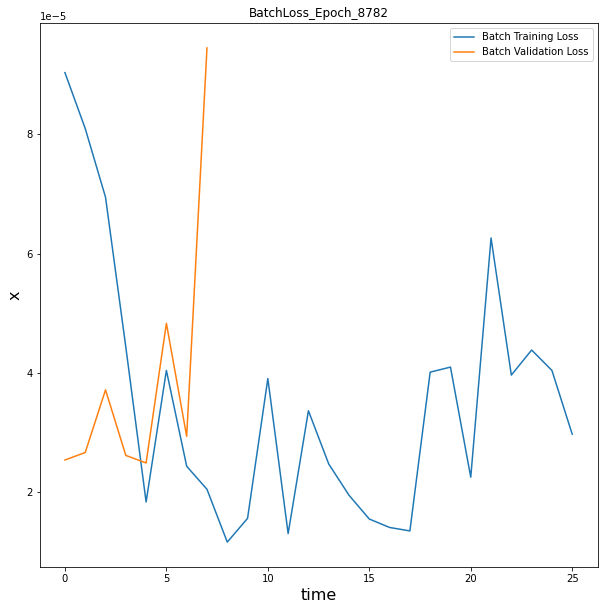 BatchLoss_Epoch_8782
1e−5
Batch Training Loss
Batch Validation Loss
8
6
4
2
x
0 5 10 15 20 25
time